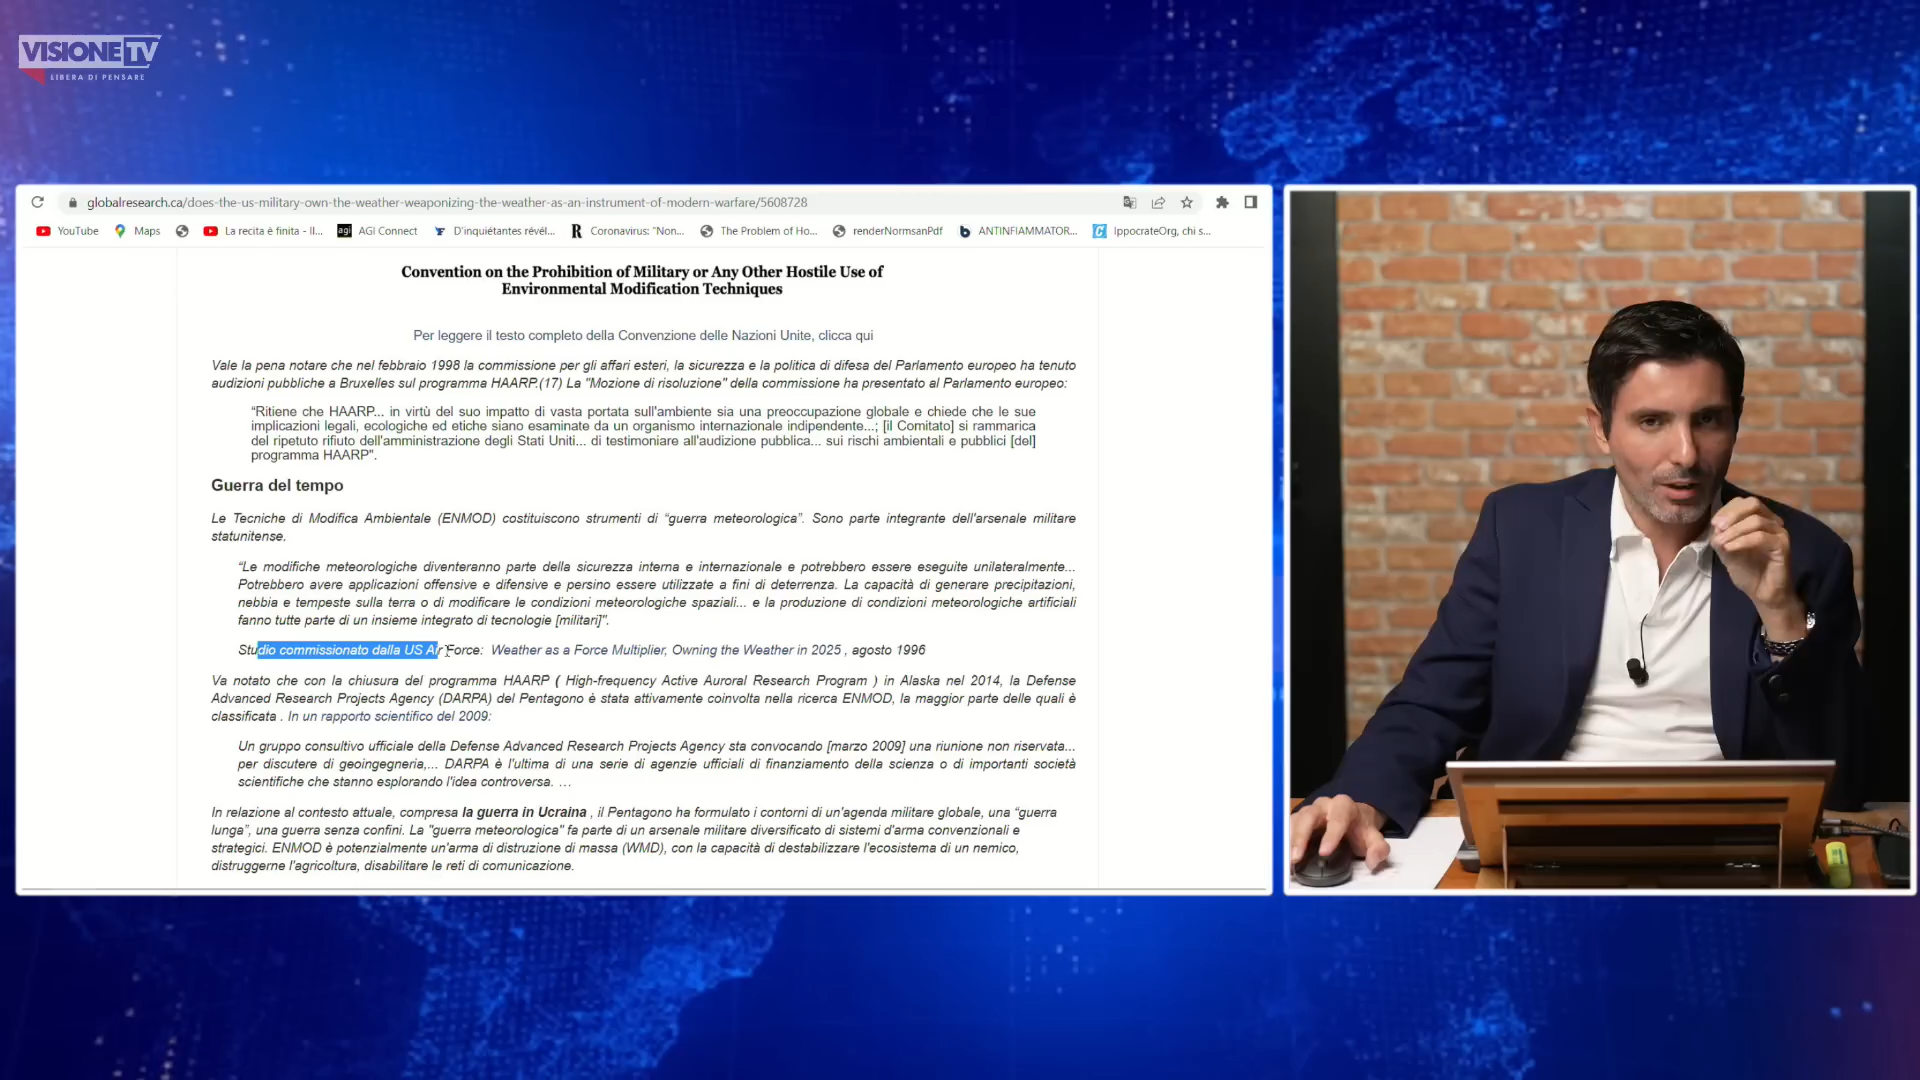 VISIONE TV
LIBERA DI PENSARE
globalresearch.ca/does-the-us-military-own-the-weather-weaponizing-the-weather-as-an-instrument-of-modern-warfare/5608728
YouTube Maps La recita è finita - Il... agi AGI Connect D'inquiétantes révél... R Coronavirus: "Non... The Problem of Ho... renderNormsanPdf b ANTINFIAMMATOR... IppocrateOrg, chi s...
Convention on the Prohibition of Military or Any Other Hostile Use of
Environmental Modification Techniques
Per leggere il testo completo della Convenzione delle Nazioni Unite, clicca qui
Vale la pena notare che nel febbraio 1998 la commissione per gli affari esteri, la sicurezza e la politica di difesa del Parlamento europeo ha tenuto
audizioni pubbliche a Bruxelles sul programma HAARP.(17) La "Mozione di risoluzione" della commissione ha presentato al Parlamento europeo:
“Ritiene che HAARP... in virtù del suo impatto di vasta portata sull'ambiente sia una preoccupazione globale e chiede che le sue
implicazioni legali, ecologiche ed etiche siano esaminate da un organismo internazionale indipendente...; [il Comitato] si rammarica
del ripetuto rifiuto dell'amministrazione degli Stati Uniti... di testimoniare all'audizione pubblica... sui rischi ambientali e pubblici [del]
programma HAARP".
Guerra del tempo
Le Tecniche di Modifica Ambientale (ENMOD) costituiscono strumenti di “guerra meteorologica”. Sono parte integrante dell'arsenale militare
statunitense.
“Le modifiche meteorologiche diventeranno parte della sicurezza interna e internazionale e potrebbero essere eseguite unilateralmente...
Potrebbero avere applicazioni offensive e difensive e persino essere utilizzate a fini di deterrenza. La capacità di generare precipitazioni,
nebbia e tempeste sulla terra o di modificare le condizioni meteorologiche spaziali... e la produzione di condizioni meteorologiche artificiali
fanno tutte parte di un insieme integrato di tecnologie [militari]".
Studio commissionato dalla US Air Force: Weather as a Force Multiplier, Owning the Weather in 2025 , agosto 1996
Va notato che con la chiusura del programma HAARP ( High-frequency Active Auroral Research Program ) in Alaska nel 2014, la Defense
Advanced Research Projects Agency (DARPA) del Pentagono è stata attivamente coinvolta nella ricerca ENMOD, la maggior parte delle quali è
classificata . In un rapporto scientifico del 2009:
Un gruppo consultivo ufficiale della Defense Advanced Research Projects Agency sta convocando [marzo 2009] una riunione non riservata...
per discutere di geoingegneria,... DARPA è l'ultima di una serie di agenzie ufficiali di finanziamento della scienza o di importanti società
scientifiche che stanno esplorando l'idea controversa. …
In relazione al contesto attuale, compresa la guerra in Ucraina , il Pentagono ha formulato i contorni di un'agenda militare globale, una “guerra
lunga”, una guerra senza confini. La "guerra meteorologica" fa parte di un arsenale militare diversificato di sistemi d'arma convenzionali e
strategici. ENMOD è potenzialmente un'arma di distruzione di massa (WMD), con la capacità di destabilizzare l'ecosistema di un nemico,
distruggerne l'agricoltura, disabilitare le reti di comunicazione.